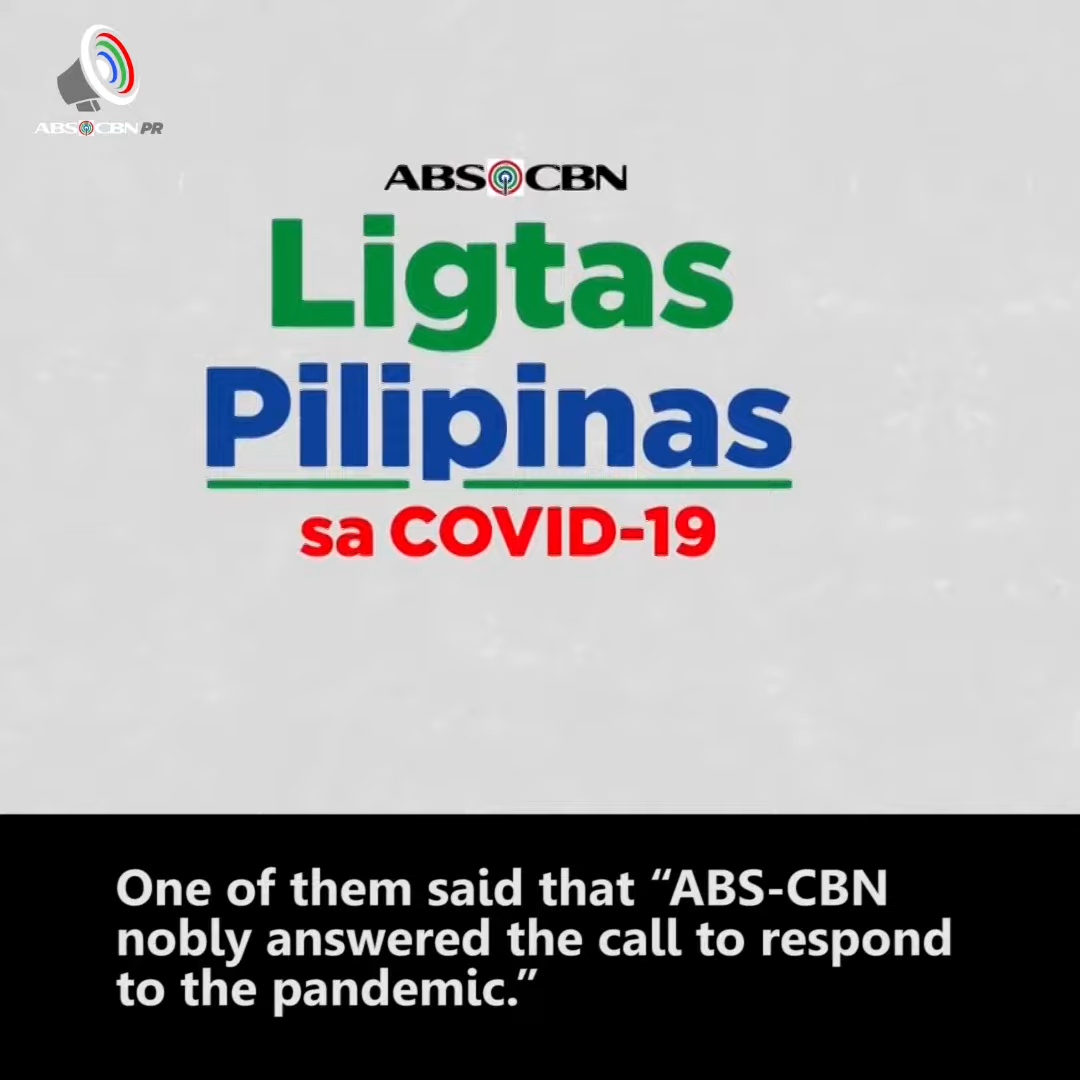 ABS CBN PR
ABS CBN
Ligtas
Pilipinas
sa COVID-19
One of them said that “ABS-CBN
nobly answered the call to respond
to the pandemic.”